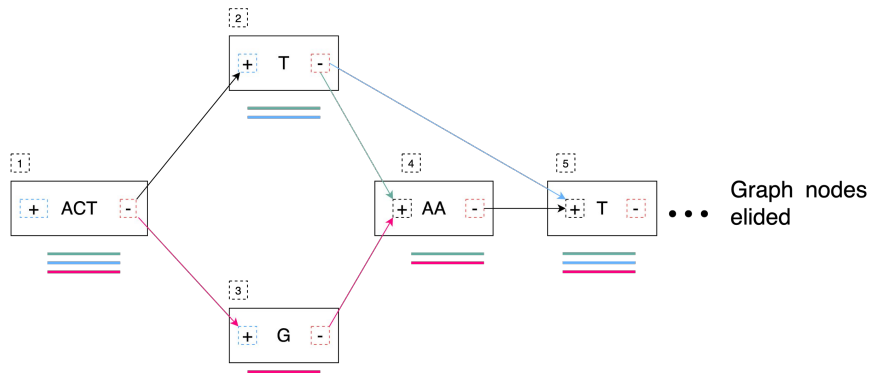 2
+ T -
1
+ ACT -
4
+ AA -
5
+ T -
Graph nodes
elided
3
+ G -